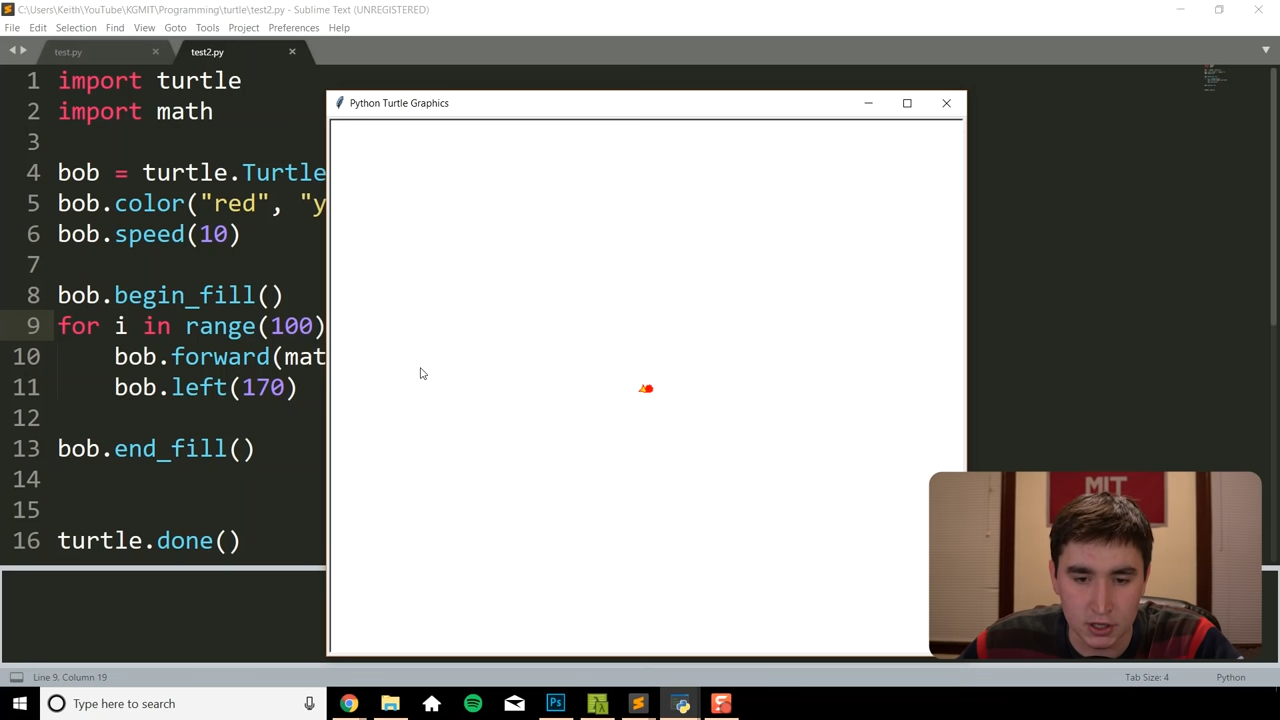 C:\Users\Keith\YouTube\KGMIT\Programming\turtle\test2.py - Sublime Text (UNREGISTERED)
File Edit Selection Find View Goto Tools Project Preferences Help
test.py test2.py
1 import turtle
2 import math
3
4 bob = turtle.Turtle
5 bob.color("red", "y
6 bob.speed(10)
7
8 bob.begin_fill()
9 for i in range(100)
10 bob.forward(mat
11 bob.left(170)
12
13 bob.end_fill()
14
15
16 turtle.done()
Python Turtle Graphics
MIT
Line 9, Column 19 Tab Size: 4 Python
Type here to search
Ps